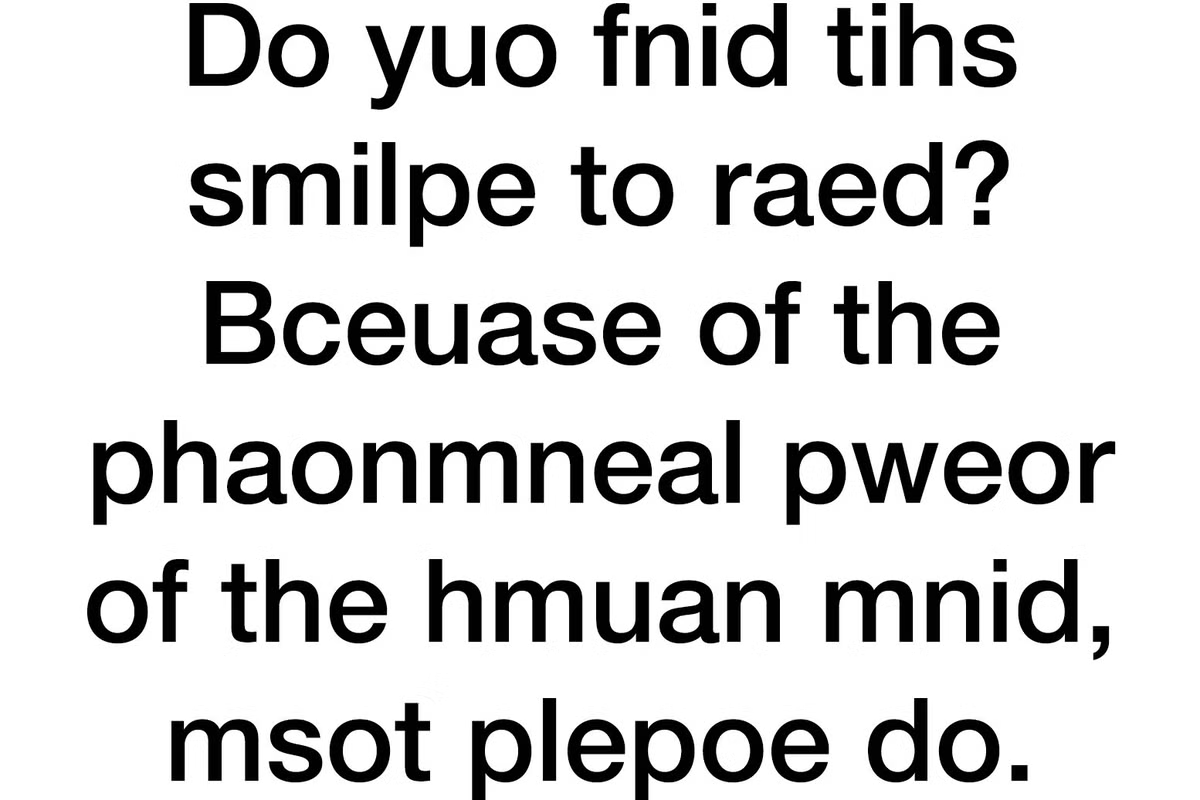 Do yuo fnid tihs
smilpe to raed?
Bceuase of the
phaonmneal pweor
of the hmuan mnid,
msot plepoe do.